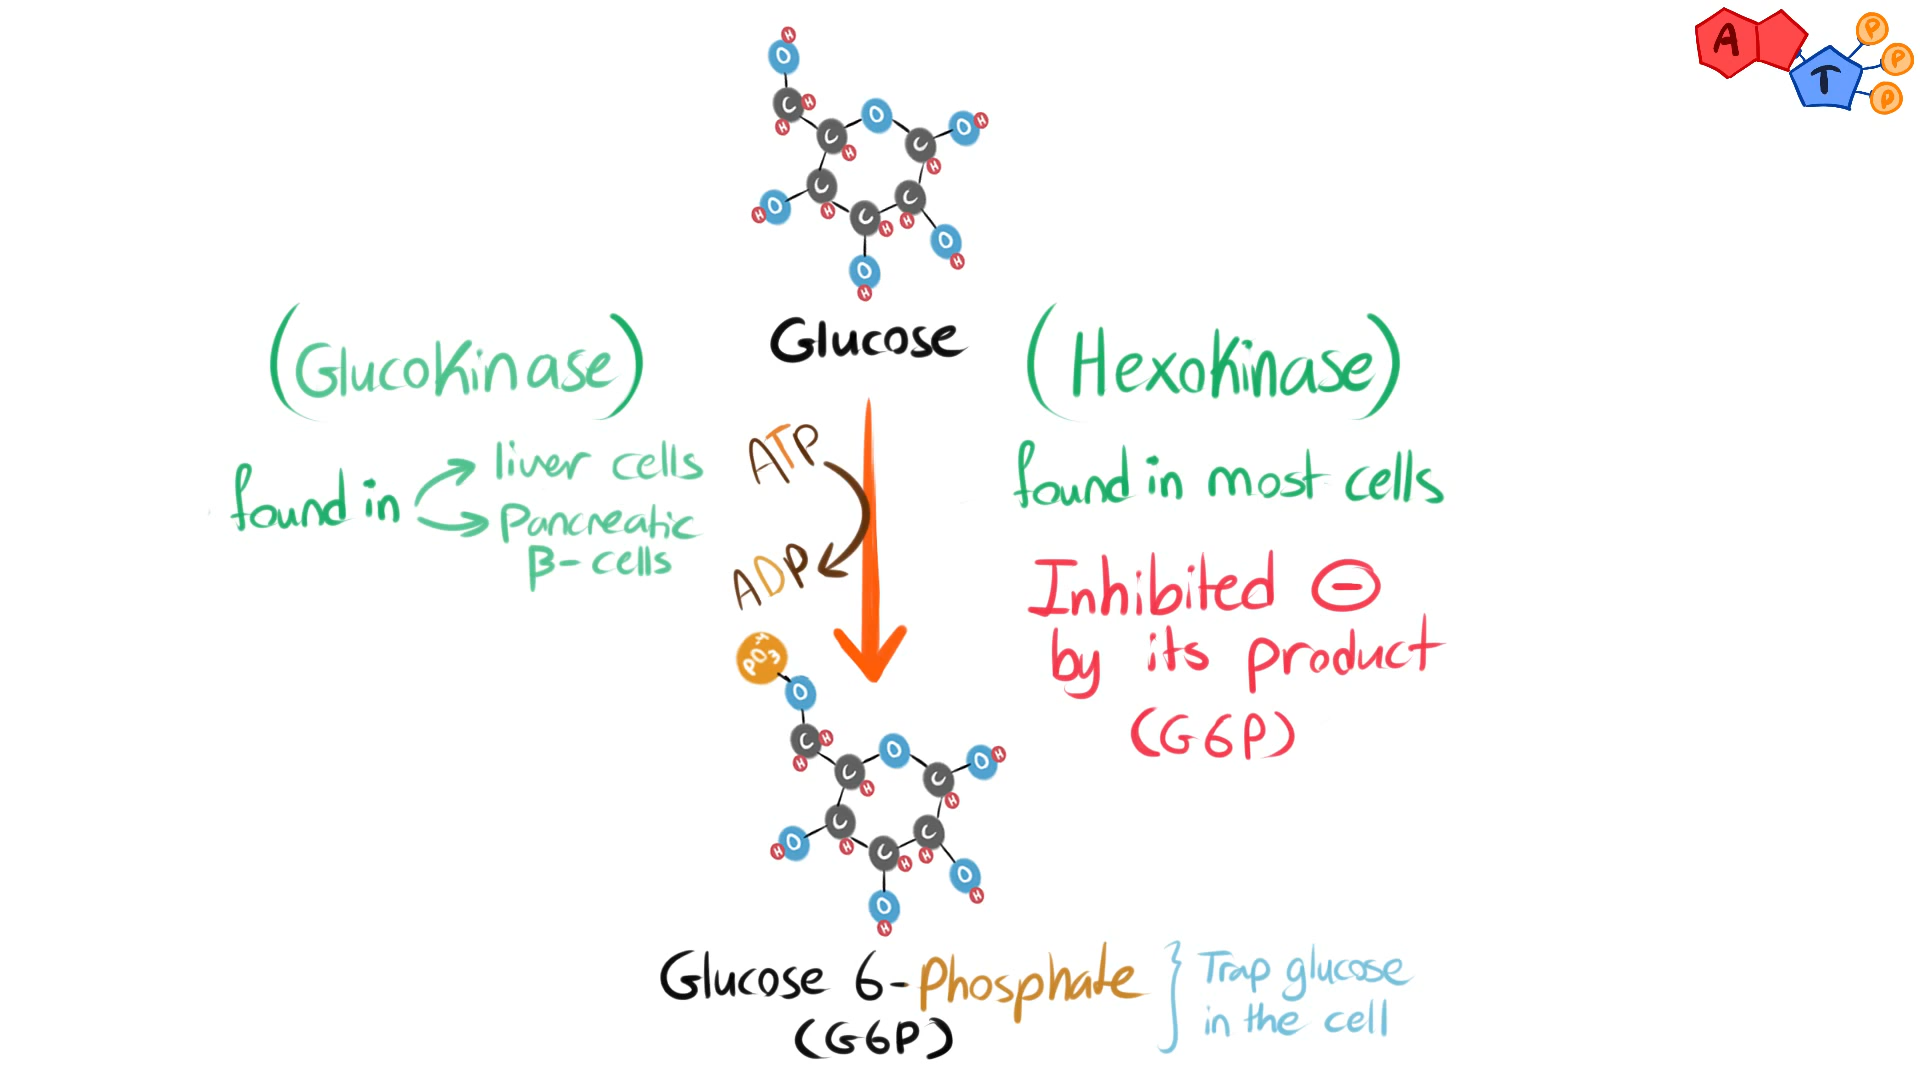 A T P P P
H
O
H
C H
H
C
O
C
O H
H
H
C
C
H O
H
C
H
H
O
H
O
H
Glucose
(Glucokinase)
found in
liver cells
Pancreatic
β-cells
ATP
ADP
(Hexokinase)
found in most cells
Inhibited ⊖
by its product
(G6P)
PO₃⁻⁴
O
C H
H
C
O
C
O H
H
H
C
C
H O
H
C
H
H
O
H
O
H
Glucose 6-Phosphate
(G6P)
Trap glucose
in the cell